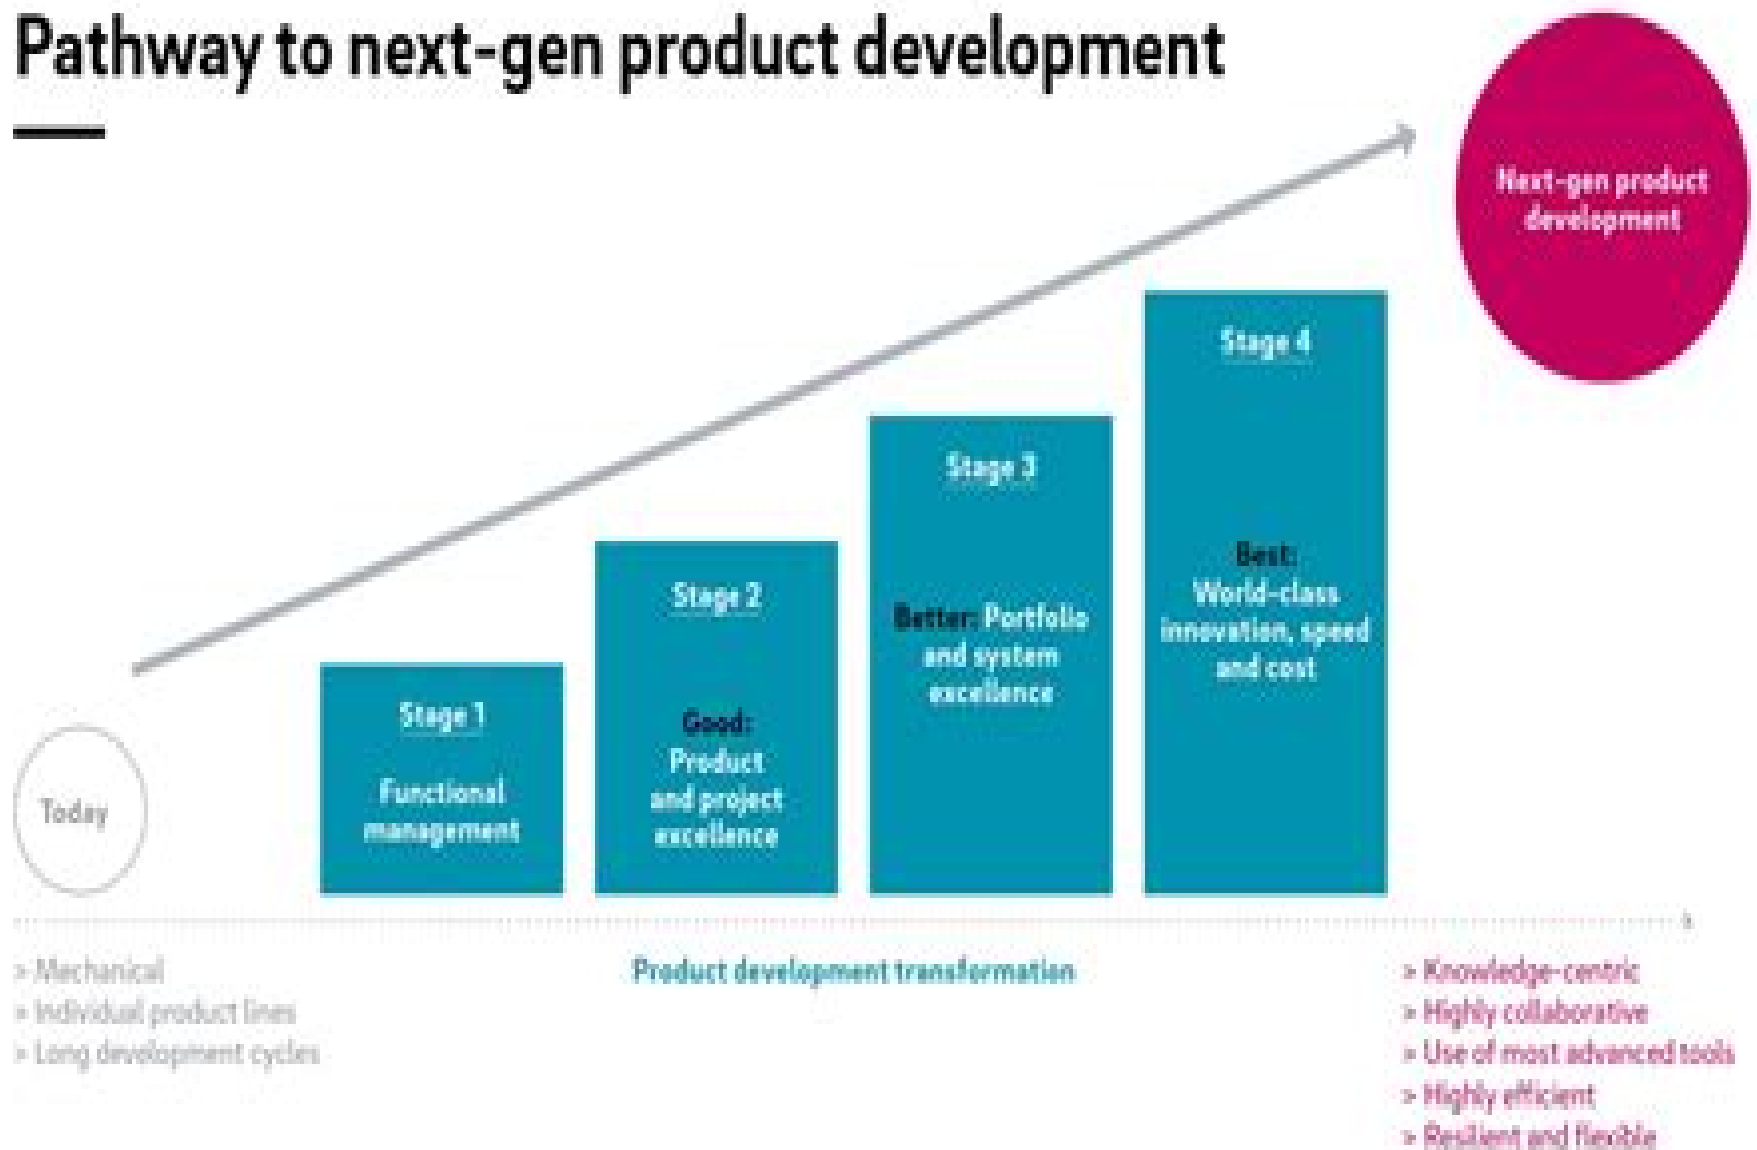 Pathway to next-gen product development
Next-gen product
development
Stage 4
Best:
World-class
innovation, speed
and cost
Stage 3
Better: Portfolio
and system
excellence
Stage 2
Good:
Product
and project
excellence
Stage 1
Functional
management
Today
> Mechanical
> Individual product lines
> Long development cycles
Product development transformation
> Knowledge-centric
> Highly collaborative
> Use of most advanced tools
> Highly efficient
> Resilient and flexible